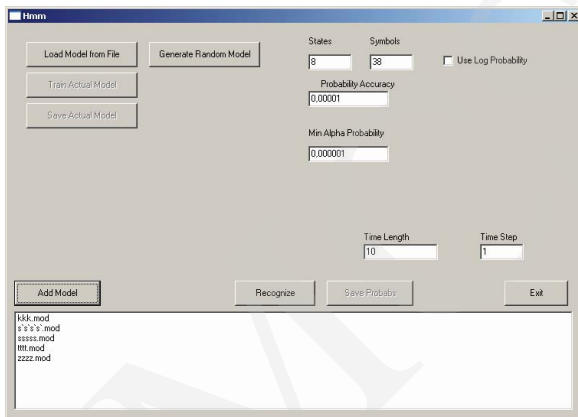 Hmm
States Symbols
Load Model from File Generate Random Model 8 38 Use Log Probability
Train Actual Model Probability Accuracy
0,00001
Save Actual Model
Min Alpha Probability
0,000001
Time Length Time Step
10 1
Add Model Recognize Save Probabs Exit
kkk.mod
s`s`s`s`.mod
sssss.mod
tttt.mod
zzzz.mod